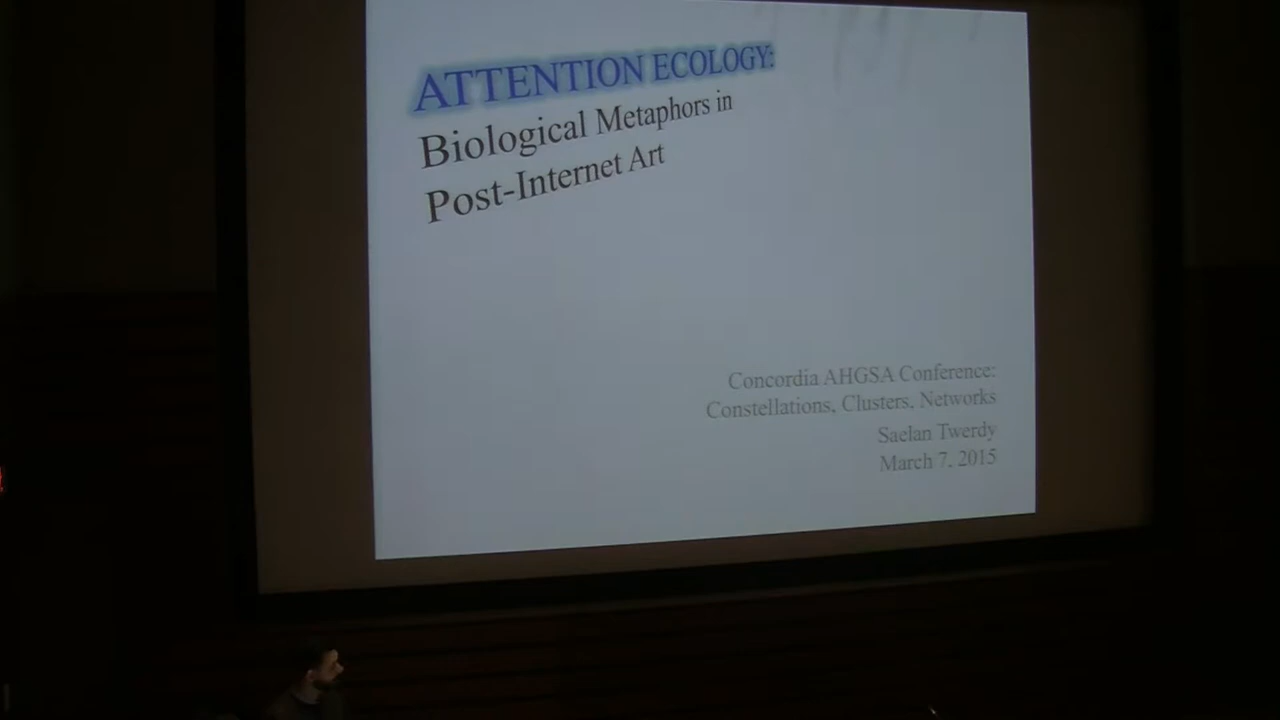 ATTENTION ECOLOGY:
Biological Metaphors in
Post-Internet Art
Concordia AHGSA Conference:
Constellations, Clusters, Networks
Saelan Twerdy
March 7, 2015